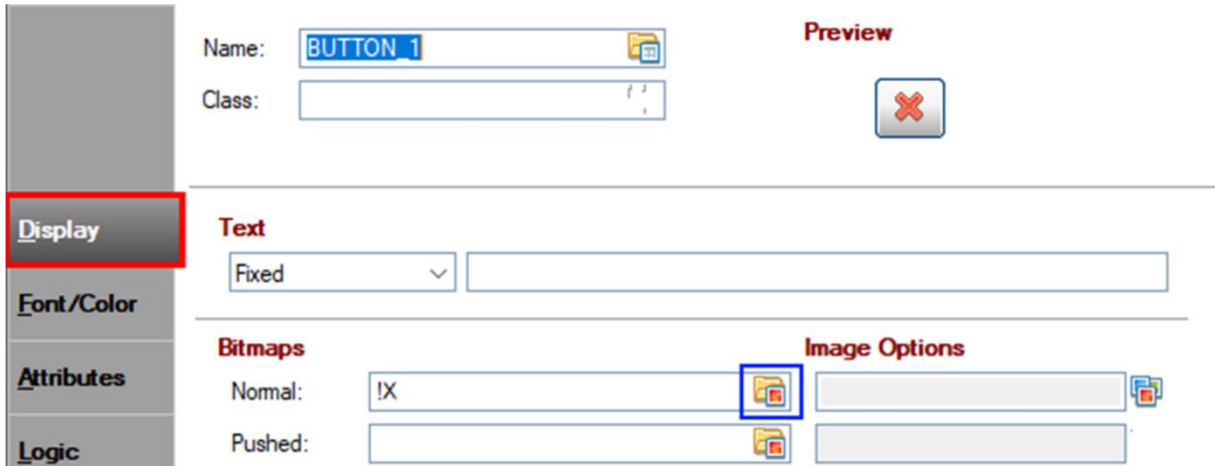 Name: BUTTON_1
Preview
Class:
Display
Text
Fixed
Font/Color
Bitmaps
Image Options
Attributes
Normal: !X
Pushed:
Logic